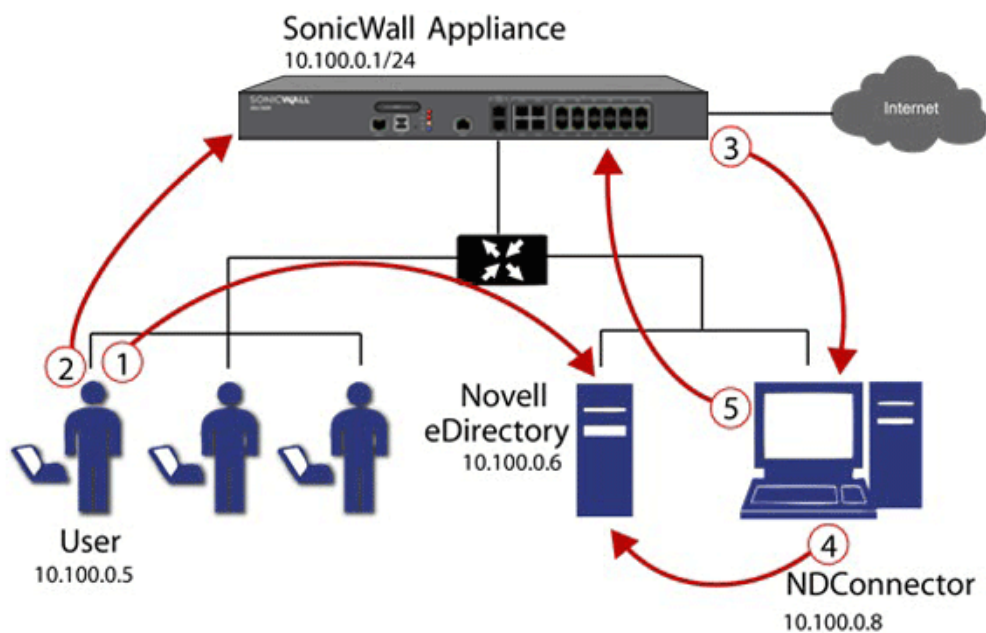 SonicWall Appliance
10.100.0.1/24
SONICWALL
Internet
3
2
1
Novell
eDirectory
10.100.0.6
5
User
10.100.0.5
4
NDConnector
10.100.0.8